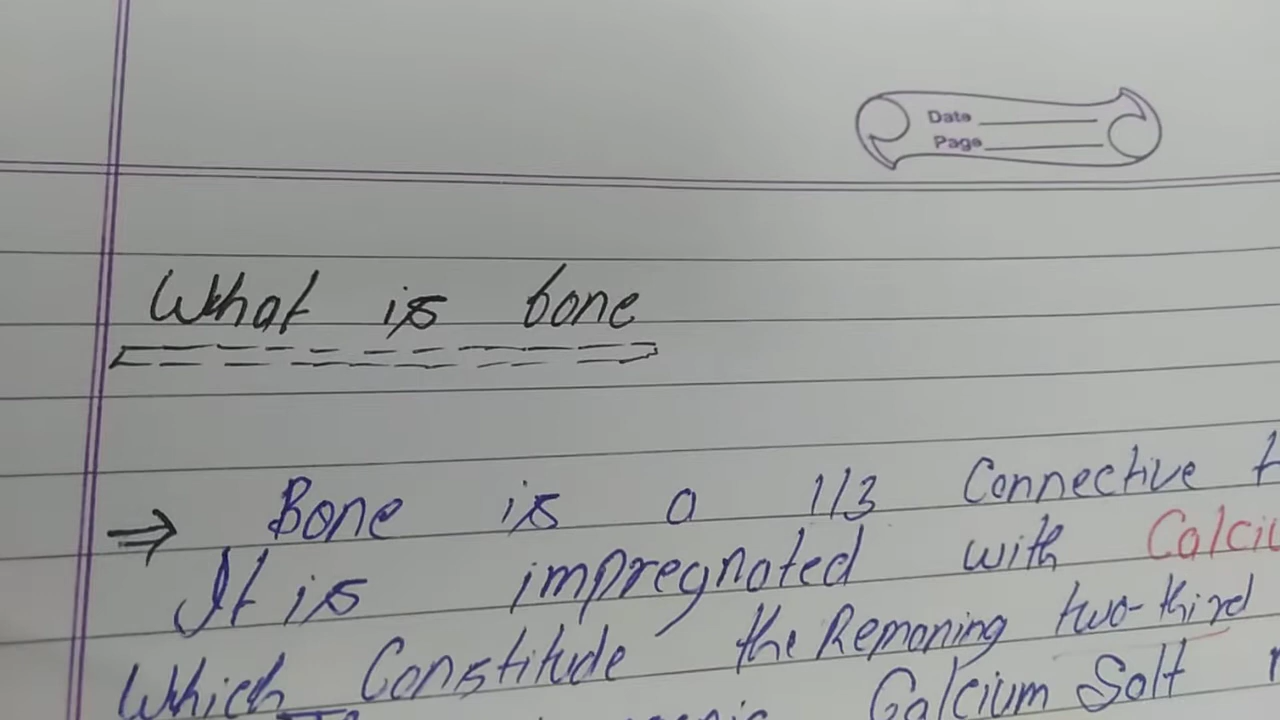 Date
Page
What is bone
⇒ Bone is a 1/3 Connective
It is impregnated with
Which Constitude the Remaning two-third
Calcium Salt